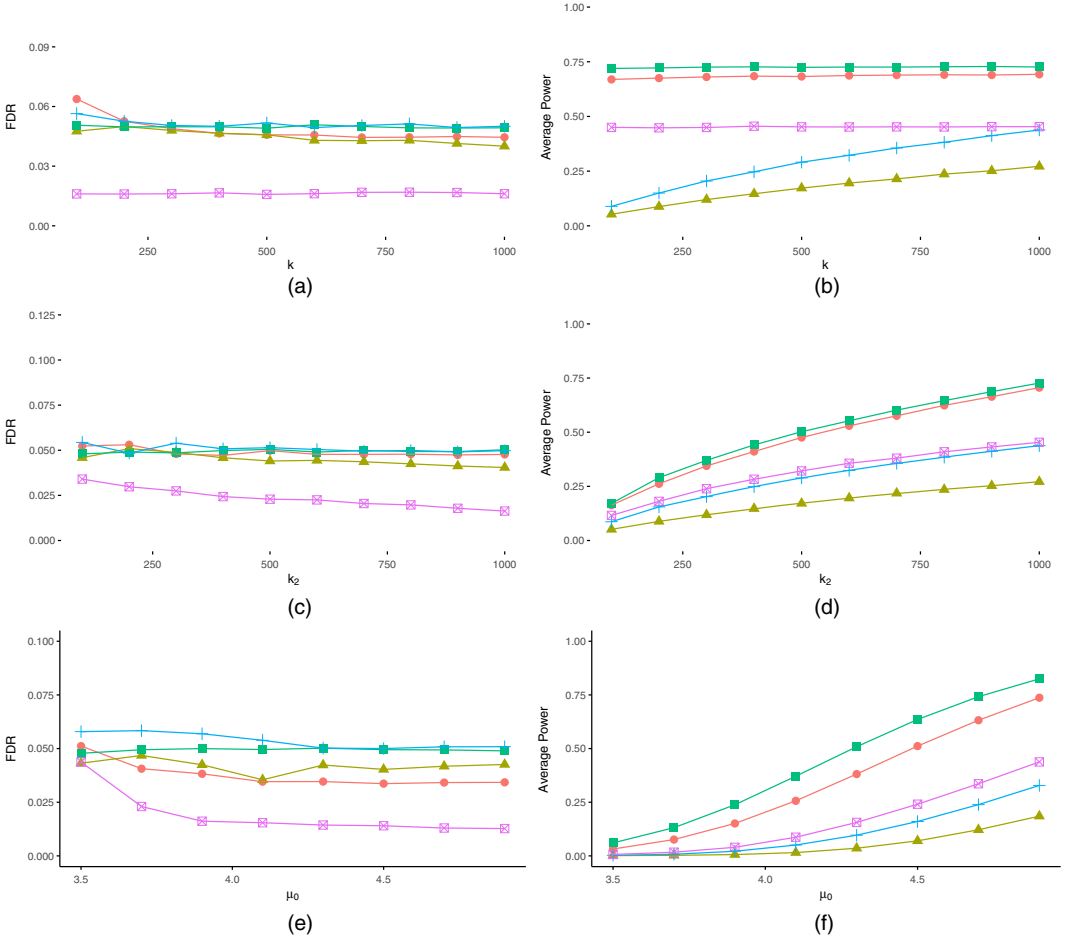 FDR
0.09
0.06
0.03
0.00
250
500
750
1000
k
(a)
Average Power
1.00
0.75
0.50
0.25
0.00
250
500
750
1000
k
(b)
FDR
0.125
0.100
0.075
0.050
0.025
0.000
250
500
750
1000
k₂
(c)
Average Power
1.00
0.75
0.50
0.25
0.00
250
500
750
1000
k₂
(d)
FDR
0.100
0.075
0.050
0.025
0.000
3.5
4.0
4.5
μ₀
(e)
Average Power
1.00
0.75
0.50
0.25
0.00
3.5
4.0
4.5
μ₀
(f)